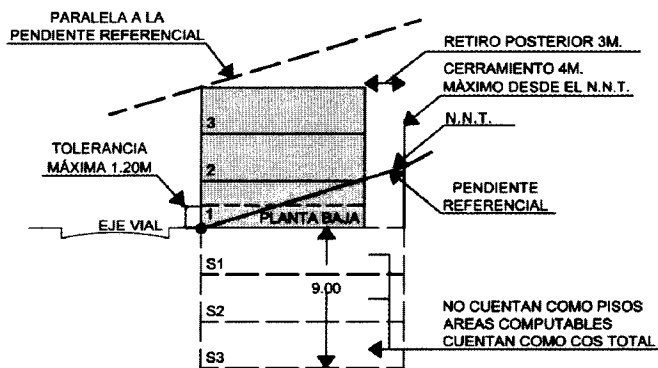 PARALELA A LA
PENDIENTE REFERENCIAL
RETIRO POSTERIOR 3M.
CERRAMIENTO 4M.
MÀXIMO DESDE EL N.N.T.
N.N.T.
3
TOLERANCIA
MÁXIMA 1.20M
2
PENDIENTE
REFERENCIAL
1
PLANTA BAJA
EJE VIAL
S1
9.00
S2
NO CUENTAN COMO PISOS
AREAS COMPUTABLES
CUENTAN COMO COS TOTAL
S3